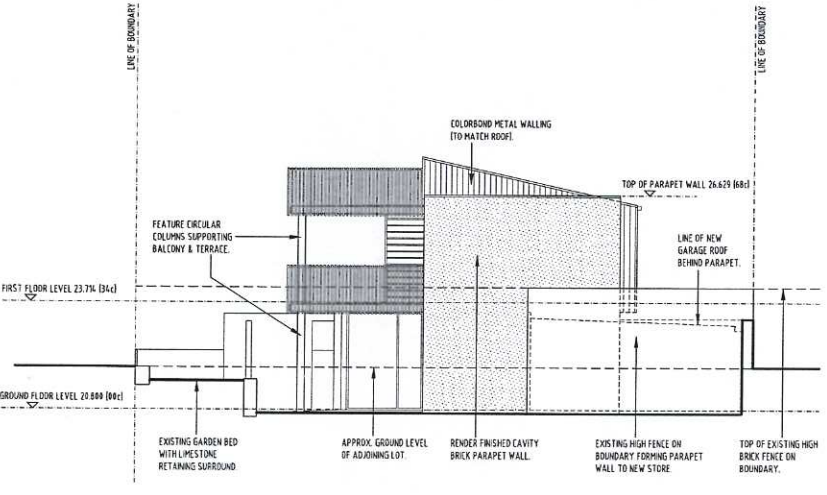 LINE OF BOUNDARY
LINE OF BOUNDARY
COLORBOND METAL WALLING
(TO MATCH ROOF).
TOP OF PARAPET WALL 26.629 (68c)
FEATURE CIRCULAR
COLUMNS SUPPORTING
BALCONY & TERRACE.
LINE OF NEW
GARAGE ROOF
BEHIND PARAPET.
FIRST FLOOR LEVEL 23.714 (34c)
GROUND FLOOR LEVEL 20.800 (00c)
EXISTING GARDEN BED
WITH LIMESTONE
RETAINING SURROUND
APPROX. GROUND LEVEL
OF ADJOINING LOT.
RENDER FINISHED CAVITY
BRICK PARAPET WALL.
EXISTING HIGH FENCE ON
BOUNDARY FORMING PARAPET
WALL TO NEW STORE
TOP OF EXISTING HIGH
BRICK FENCE ON
BOUNDARY.